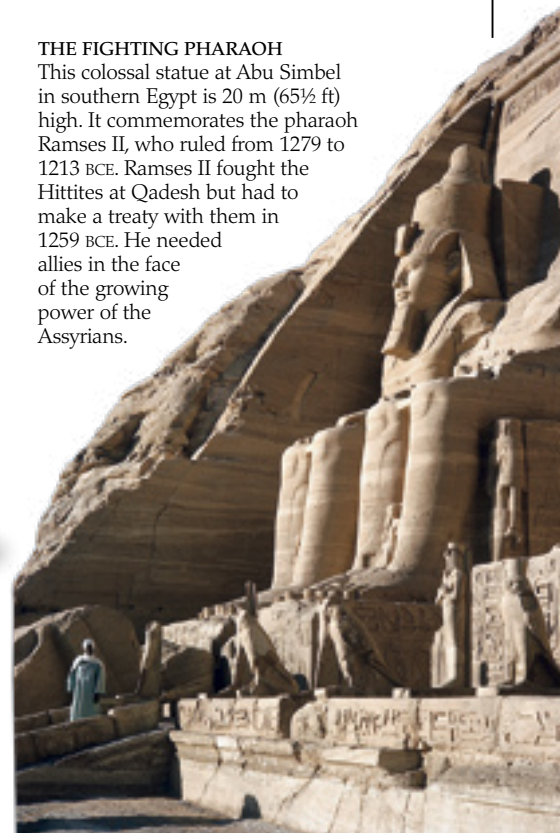 THE FIGHTING PHARAOH
This colossal statue at Abu Simbel
in southern Egypt is 20 m (65½ ft)
high. It commemorates the pharaoh
Ramses II, who ruled from 1279 to
1213 BCE. Ramses II fought the
Hittites at Qadesh but had to
make a treaty with them in
1259 BCE. He needed
allies in the face
of the growing
power of the
Assyrians.